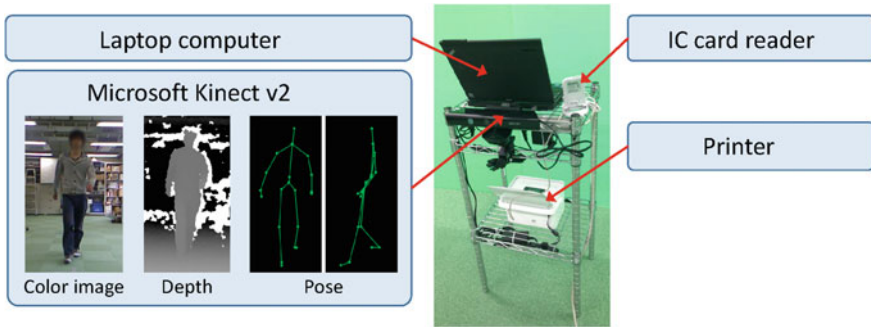 Laptop computer
IC card reader
Microsoft Kinect v2
Printer
Color image
Depth
Pose